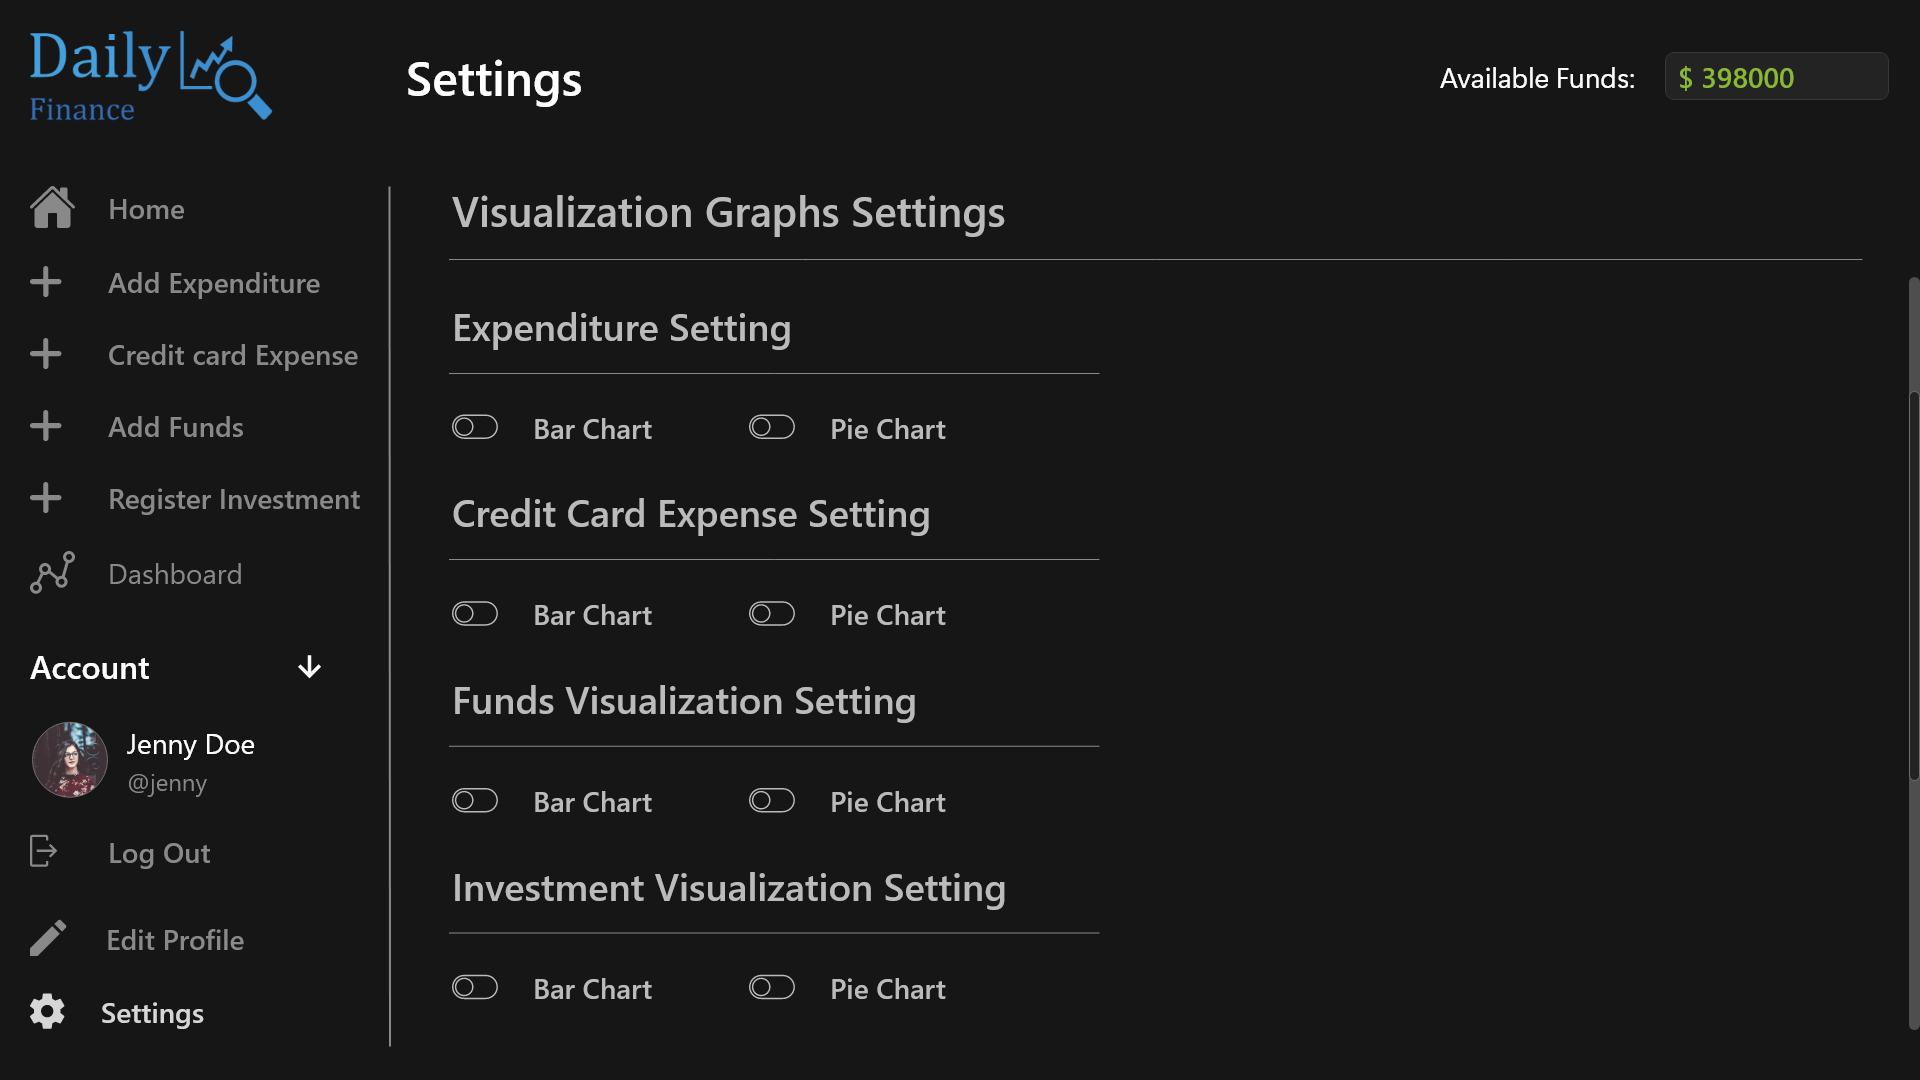 Daily
Finance
Settings
Available Funds:
$ 398000
Home
Add Expenditure
Credit card Expense
Add Funds
Register Investment
Dashboard
Account
Jenny Doe
@jenny
Log Out
Edit Profile
Settings
Visualization Graphs Settings
Expenditure Setting
Bar Chart
Pie Chart
Credit Card Expense Setting
Bar Chart
Pie Chart
Funds Visualization Setting
Bar Chart
Pie Chart
Investment Visualization Setting
Bar Chart
Pie Chart